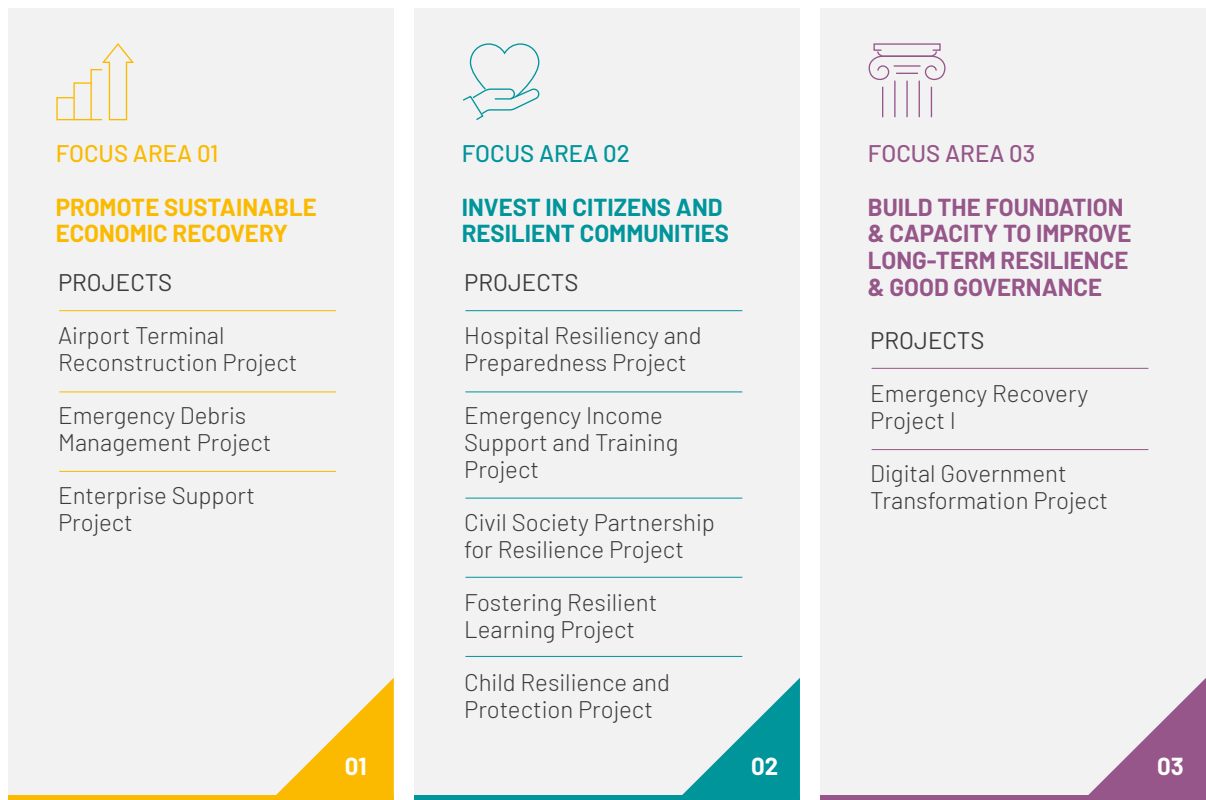 FOCUS AREA 01
PROMOTE SUSTAINABLE
ECONOMIC RECOVERY
PROJECTS
Airport Terminal
Reconstruction Project
Emergency Debris
Management Project
Enterprise Support
Project
01
FOCUS AREA 02
INVEST IN CITIZENS AND
RESILIENT COMMUNITIES
PROJECTS
Hospital Resiliency and
Preparedness Project
Emergency Income
Support and Training
Project
Civil Society Partnership
for Resilience Project
Fostering Resilient
Learning Project
Child Resilience and
Protection Project
02
FOCUS AREA 03
BUILD THE FOUNDATION
& CAPACITY TO IMPROVE
LONG-TERM RESILIENCE
& GOOD GOVERNANCE
PROJECTS
Emergency Recovery
Project I
Digital Government
Transformation Project
03